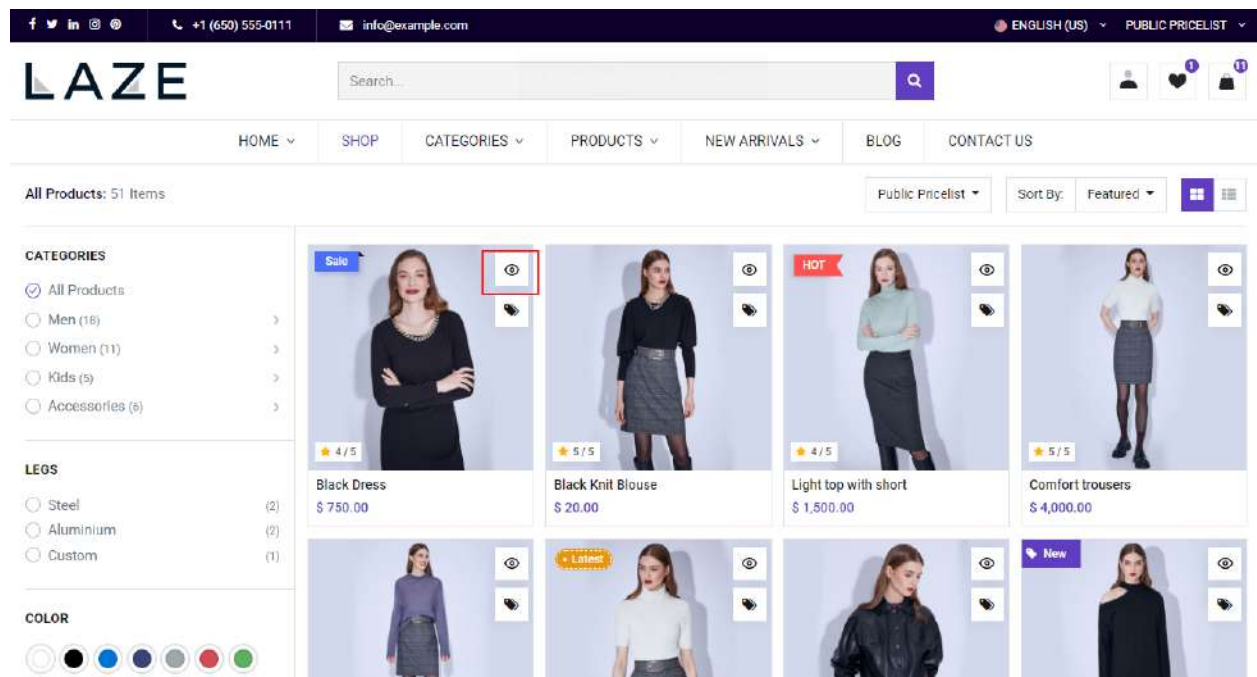 +1 (650) 555-0111 info@example.com ENGLISH (US) PUBLIC PRICELIST
LAZE
Search...
1
11
HOME SHOP CATEGORIES PRODUCTS NEW ARRIVALS BLOG CONTACT US
All Products: 51 Items
Public Pricelist
Sort By: Featured
CATEGORIES
All Products
Men (18)
Women (11)
Kids (5)
Accessories (6)
LEGS
Steel (2)
Aluminium (2)
Custom (1)
COLOR
Sale
4/5
Black Dress
$ 750.00
5/5
Black Knit Blouse
$ 20.00
HOT
4/5
Light top with short
$ 1,500.00
5/5
Comfort trousers
$ 4,000.00
Latest
New